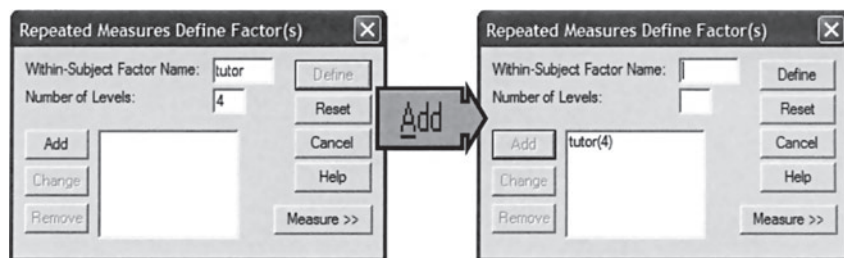 Repeated Measures Define Factor(s)
Within-Subject Factor Name: tutor
Define
Number of Levels: 4
Reset
Add
Cancel
Change
Help
Remove
Measure >>
Add
Repeated Measures Define Factor(s)
Within-Subject Factor Name:
Define
Number of Levels:
Reset
Add
tutor(4)
Cancel
Change
Help
Remove
Measure >>